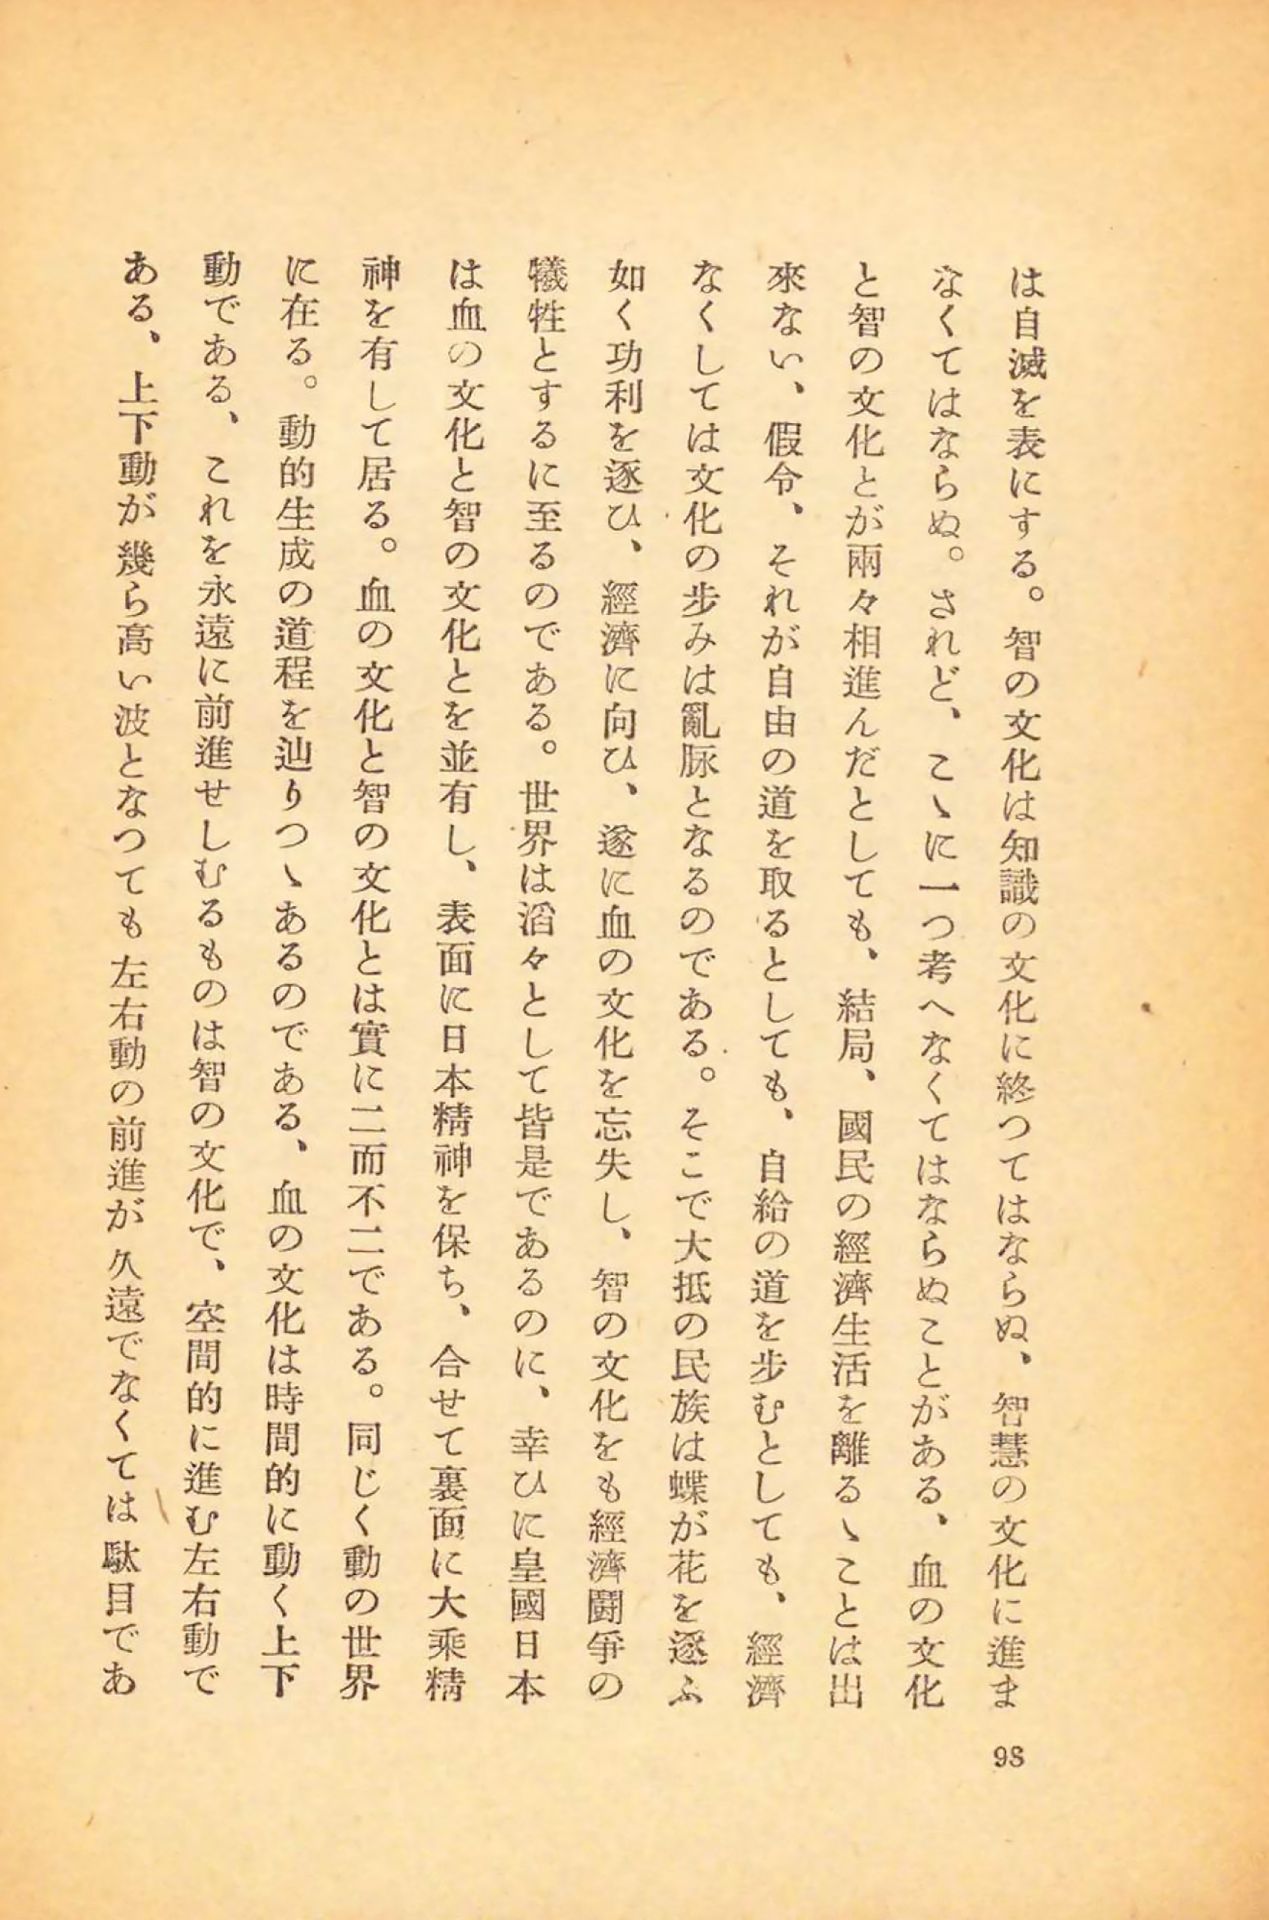 は自滅を表にする。智の文化は知識の文化に終つてはならぬ、智慧の文化に進ま
なくてはならぬ。されど、こゝに一つ考へなくてはならぬことがある、血の文化
と智の文化とが兩々相進んだとしても、結局、國民の經濟生活を離るゝことは出
來ない、假令、それが自由の道を取るとしても、自給の道を歩むとしても、經濟
なくしては文化の歩みは亂脈となるのである。そこで大抵の民族は蝶が花を逐ふ
如く功利を逐ひ、經濟に向ひ、遂に血の文化を忘失し、智の文化をも經濟鬪爭の
犠牲とするに至るのである。世界は滔々として皆是であるのに、幸ひに皇國日本
は血の文化と智の文化とを並有し、表面に日本精神を保ち、合せて裏面に大乘精
神を有して居る。血の文化と智の文化とは實に二而不二である。同じく動の世界
に在る。動的生成の道程を辿りつゝあるのである、血の文化は時間的に動く上下
動である、これを永遠に前進せしむるものは智の文化で、空間的に進む左右動で
ある、上下動が幾ら高い波となつても左右動の前進が久遠でなくては駄目であ
98